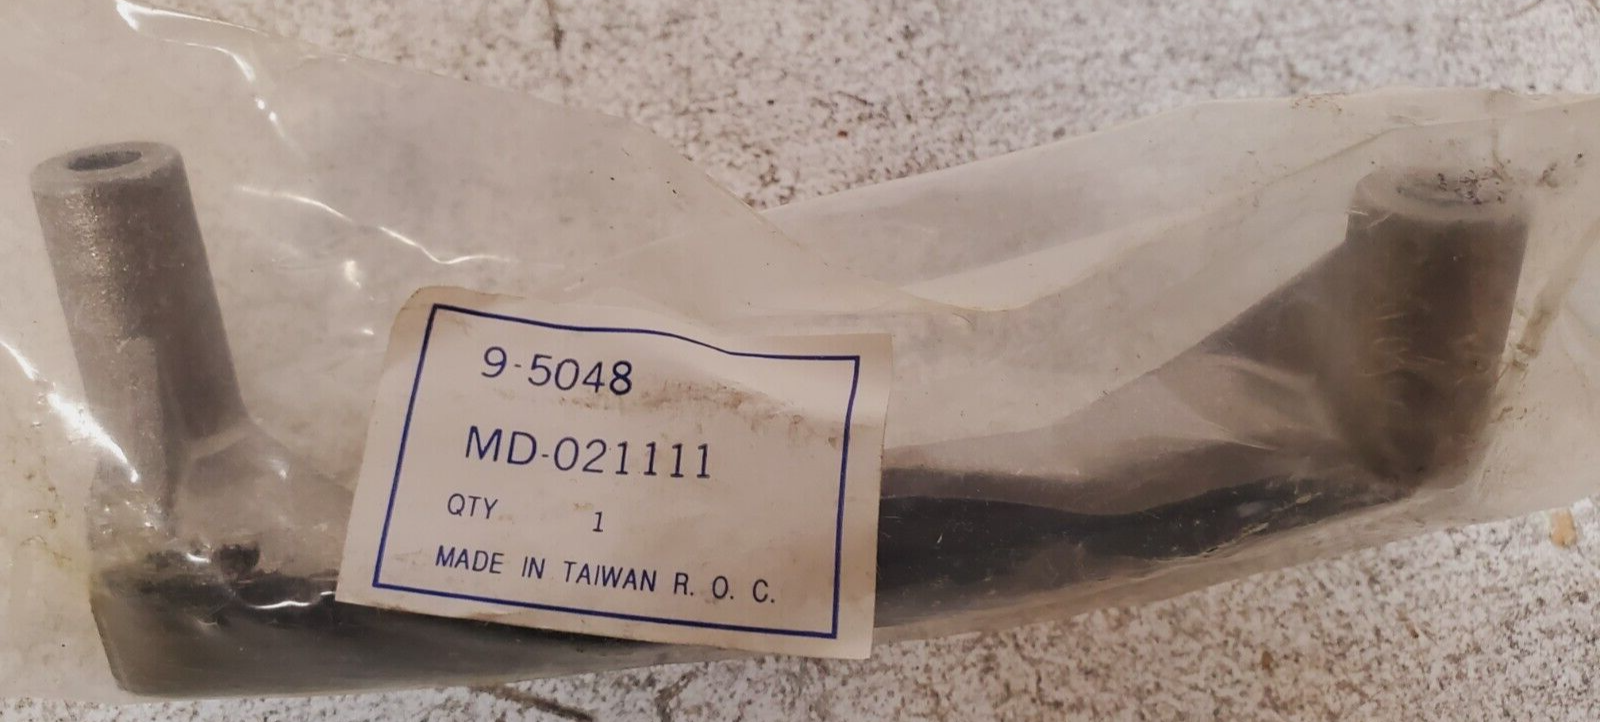 9-5048
MD-021111
QTY 1
MADE IN TAIWAN R. O. C.